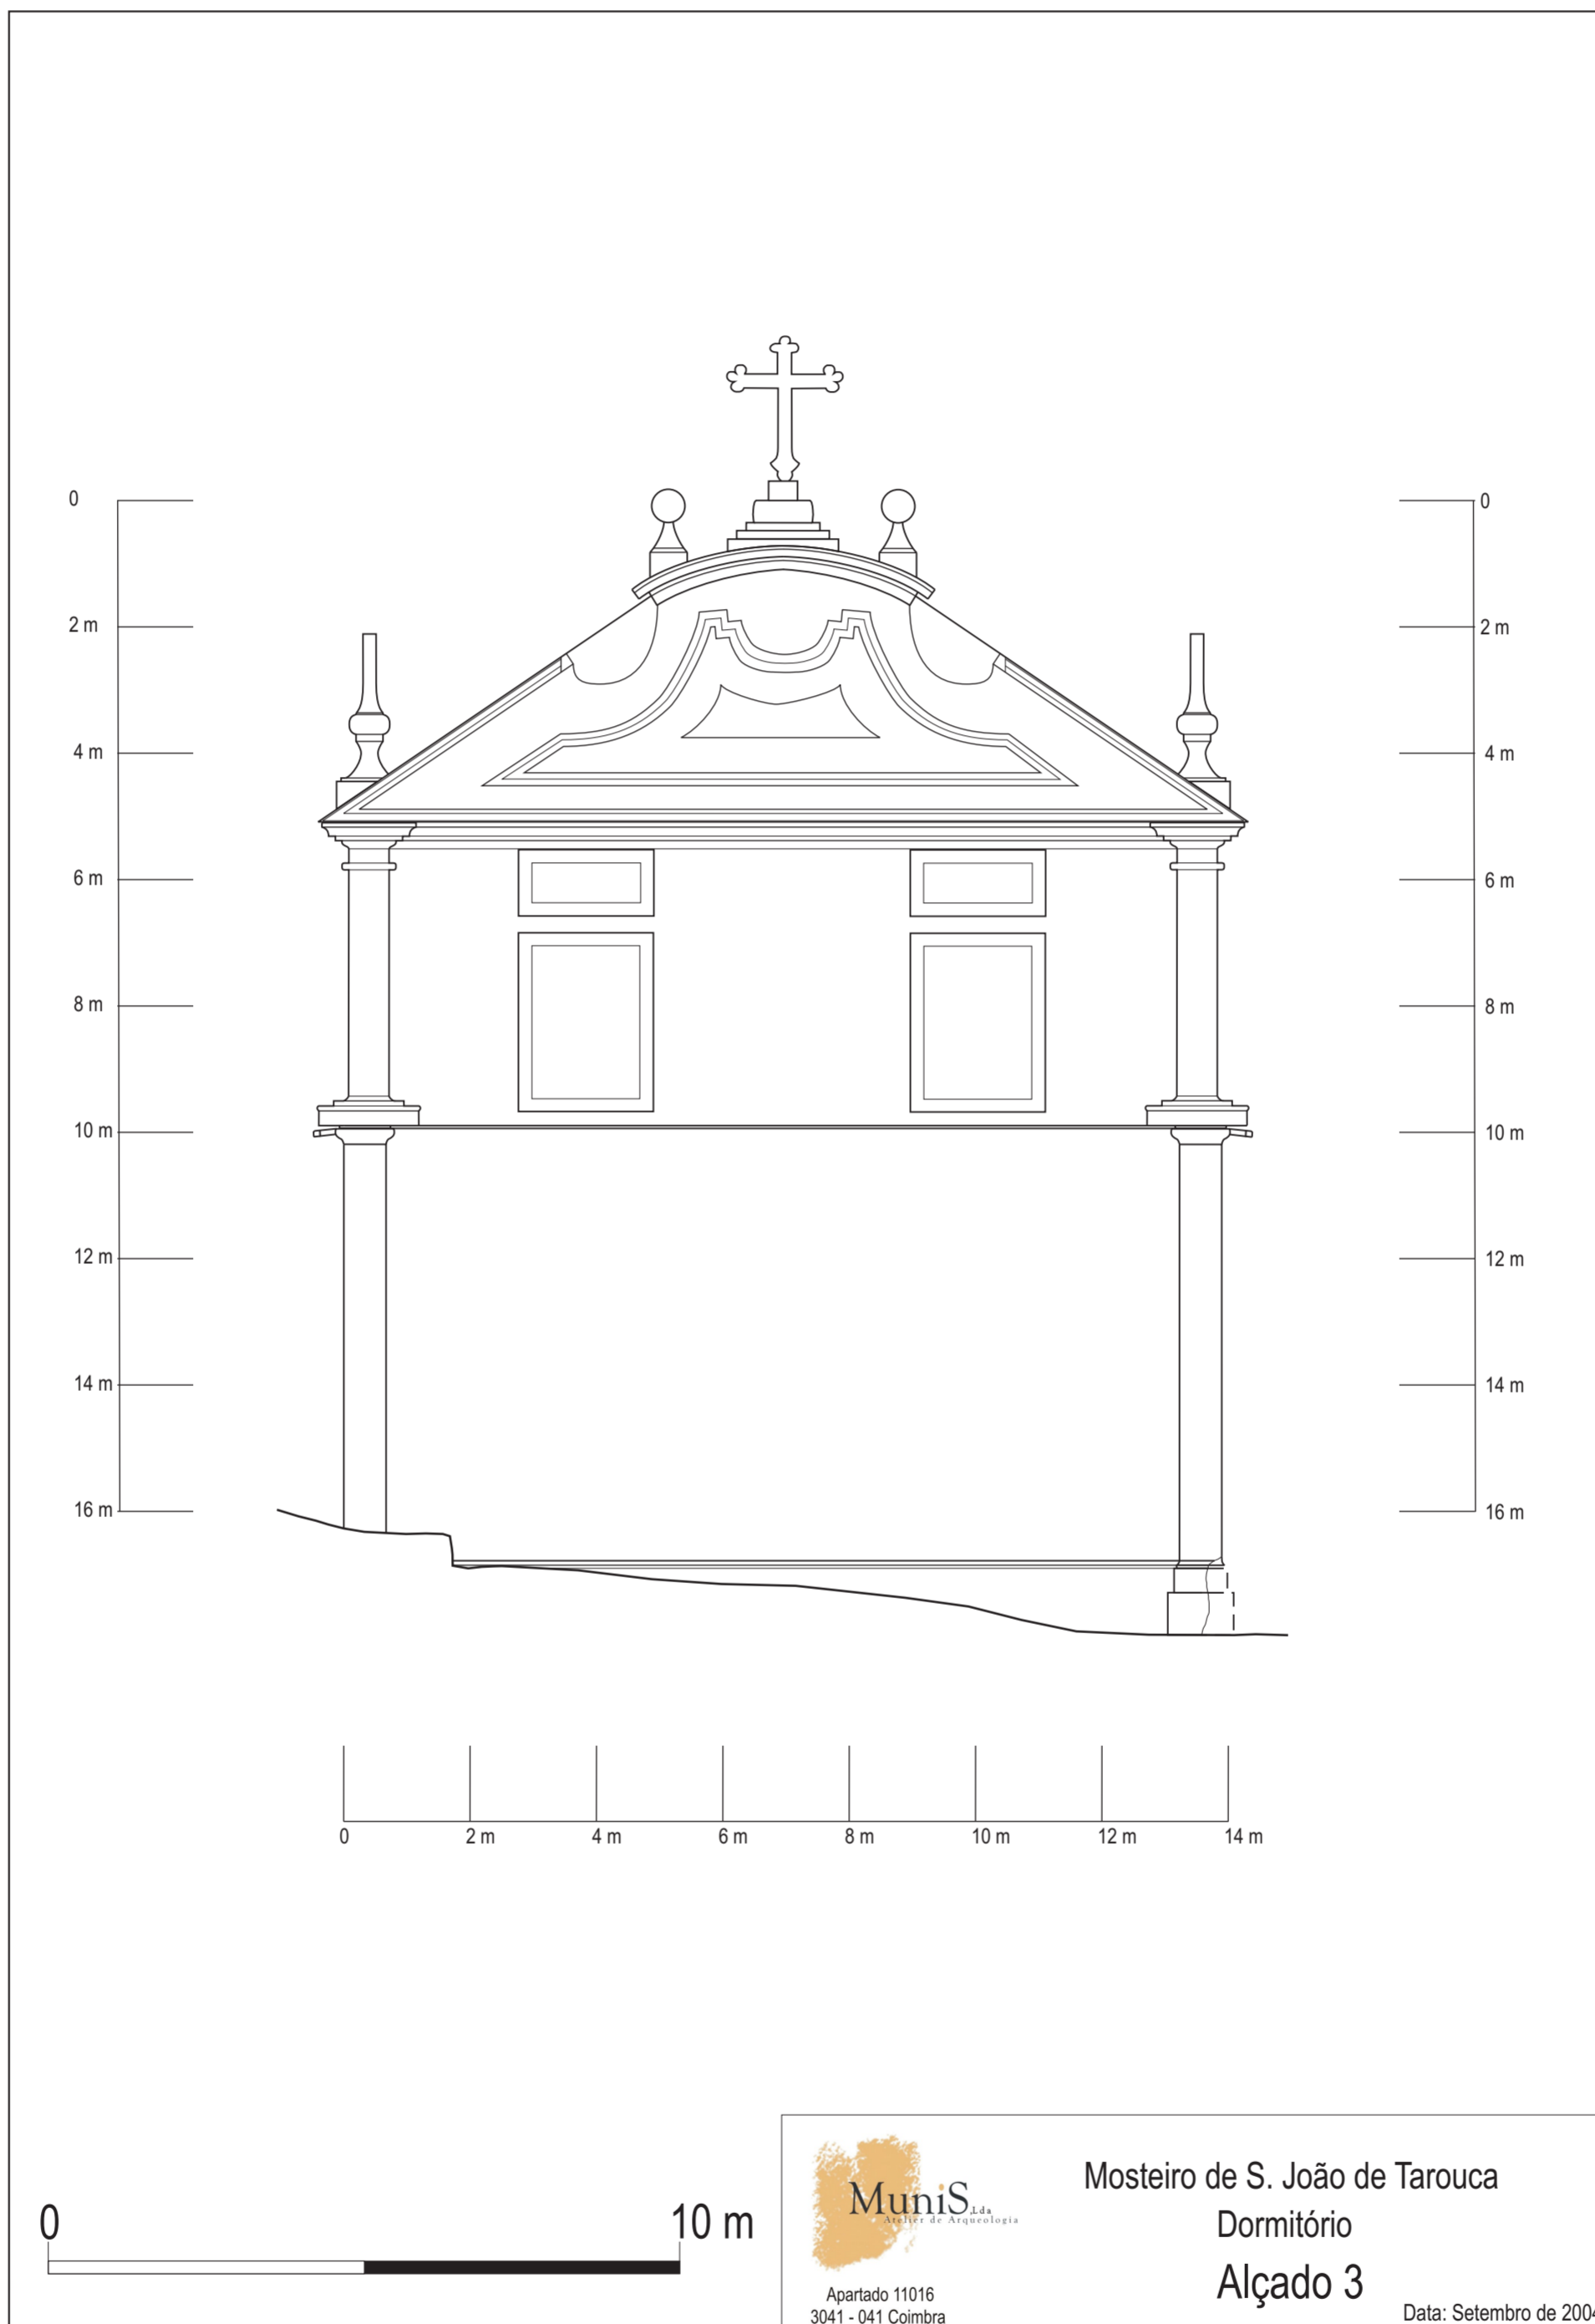 0
0
2 m
2 m
4 m
4 m
6 m
6 m
8 m
8 m
10 m
10 m
12 m
12 m
14 m
14 m
16 m
16 m
0 2 m 4 m 6 m 8 m 10 m 12 m 14 m
0 10 m
MuniS, Lda
Atelier de Arqueologia
Apartado 11016
3041 - 041 Coimbra
Mosteiro de S. João de Tarouca
Dormitório
Alçado 3
Data: Setembro de